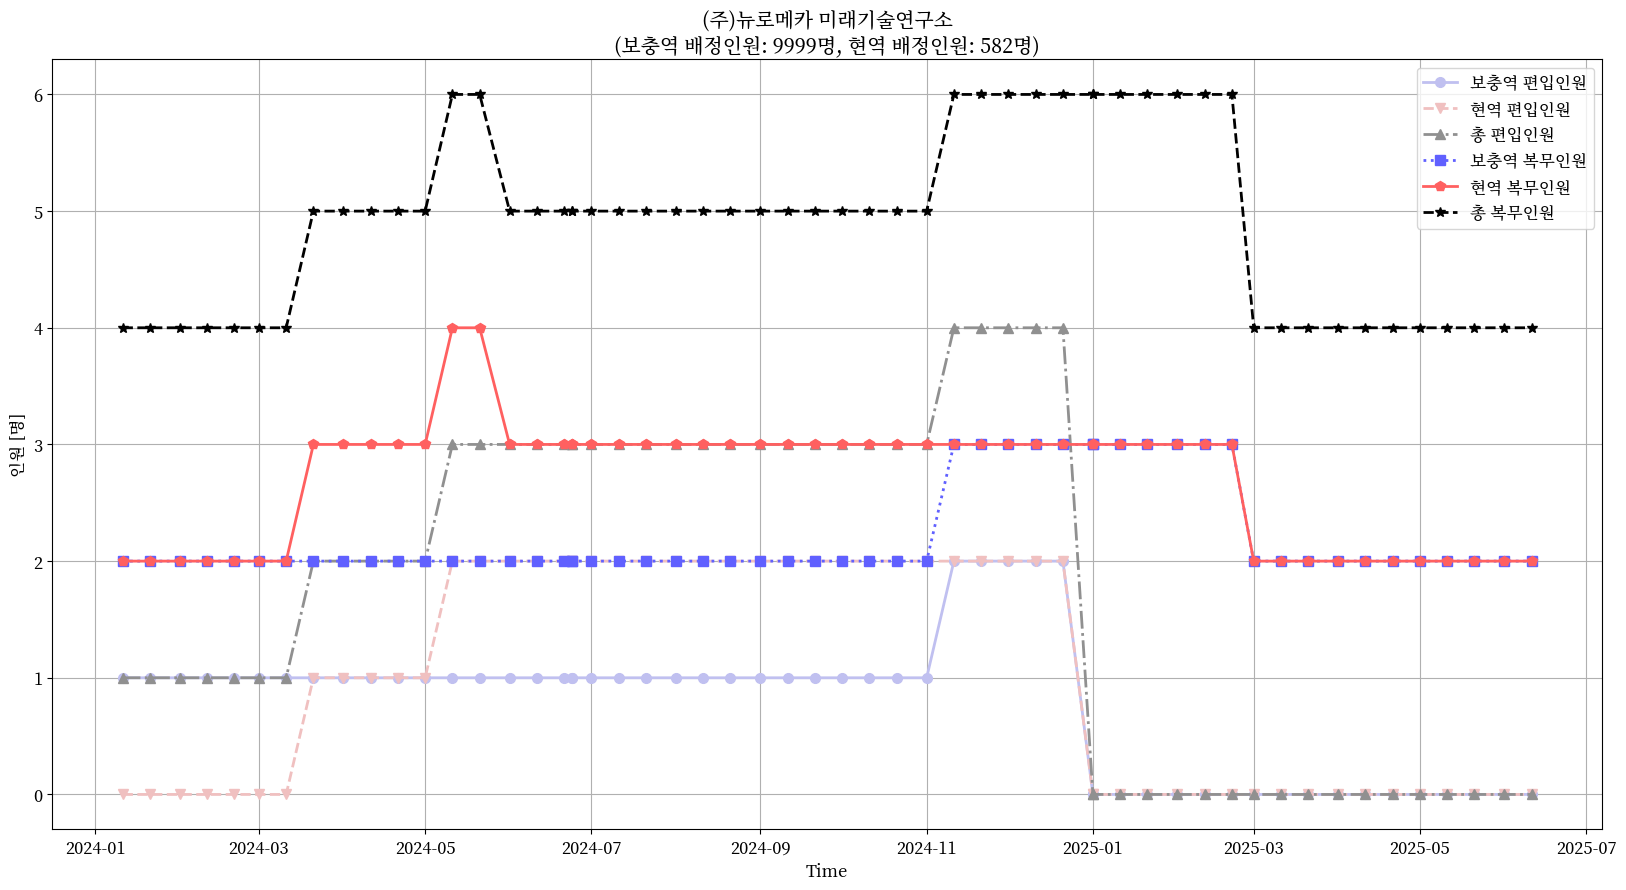 (주)뉴로메카 미래기술연구소
(보충역 배정인원: 9999명, 현역 배정인원: 582명)
보충역 편입인원
현역 편입인원
총 편입인원
보충역 복무인원
현역 복무인원
총 복무인원
인원 [명]
6
5
4
3
2
1
0
2024-01 2024-03 2024-05 2024-07 2024-09 2024-11 2025-01 2025-03 2025-05 2025-07
Time